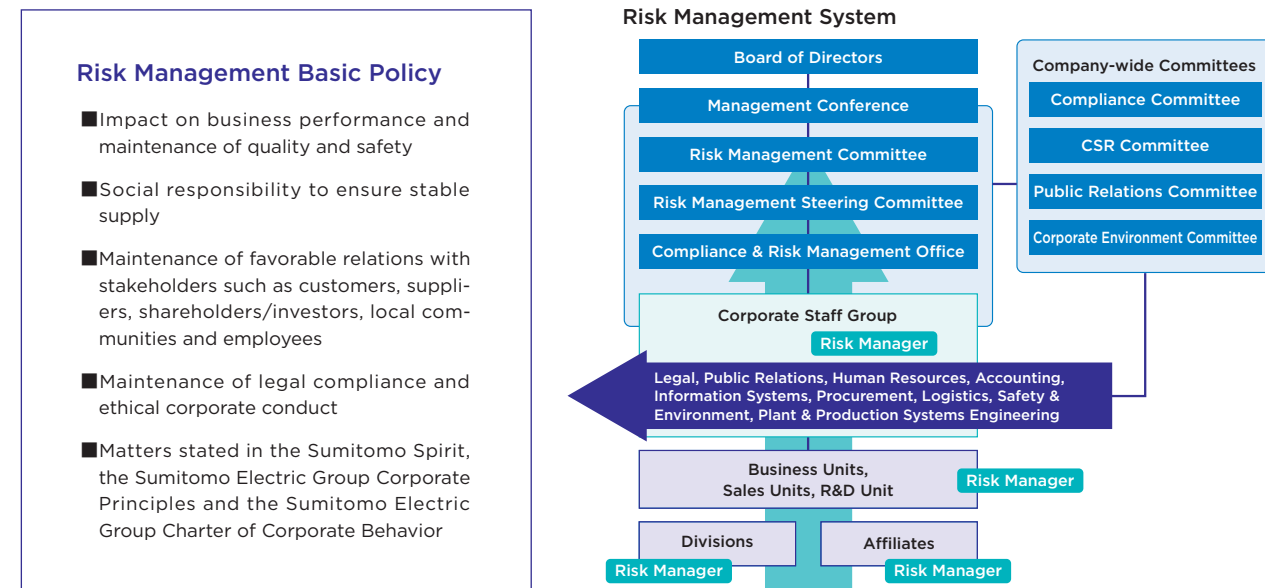 Risk Management Basic Policy
■Impact on business performance and
maintenance of quality and safety
■Social responsibility to ensure stable
supply
■Maintenance of favorable relations with
stakeholders such as customers, suppli-
ers, shareholders/investors, local com-
munities and employees
■Maintenance of legal compliance and
ethical corporate conduct
■Matters stated in the Sumitomo Spirit,
the Sumitomo Electric Group Corporate
Principles and the Sumitomo Electric
Group Charter of Corporate Behavior
Risk Management System
Board of Directors
Management Conference
Risk Management Committee
Risk Management Steering Committee
Compliance & Risk Management Office
Company-wide Committees
Compliance Committee
CSR Committee
Public Relations Committee
Corporate Environment Committee
Corporate Staff Group
Risk Manager
Legal, Public Relations, Human Resources, Accounting,
Information Systems, Procurement, Logistics, Safety &
Environment, Plant & Production Systems Engineering
Business Units,
Sales Units, R&D Unit
Risk Manager
Divisions
Risk Manager
Affiliates
Risk Manager